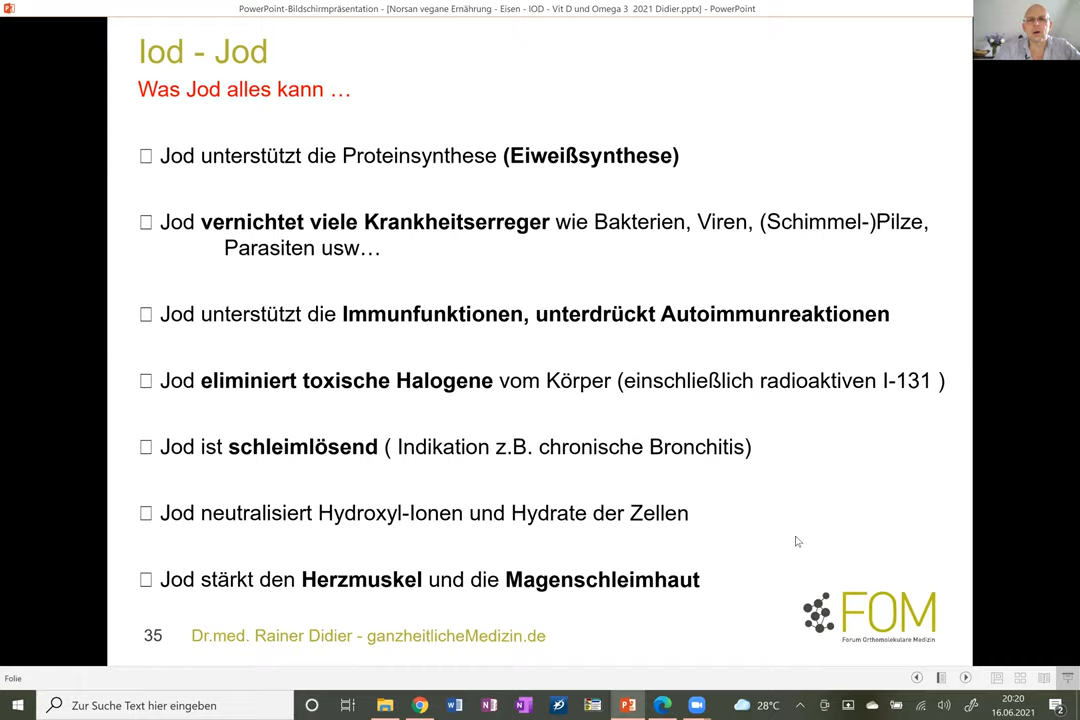 PowerPoint-Bildschirmpräsentation - [Norsan vegane Ernährung - Eisen - IOD - Vit D und Omega 3 2021 Didier.pptx] - PowerPoint
Iod - Jod
Was Jod alles kann …
Jod unterstützt die Proteinsynthese (Eiweißsynthese)
Jod vernichtet viele Krankheitserreger wie Bakterien, Viren, (Schimmel-)Pilze,
Parasiten usw…
Jod unterstützt die Immunfunktionen, unterdrückt Autoimmunreaktionen
Jod eliminiert toxische Halogene vom Körper (einschließlich radioaktiven I-131 )
Jod ist schleimlösend ( Indikation z.B. chronische Bronchitis)
Jod neutralisiert Hydroxyl-Ionen und Hydrate der Zellen
Jod stärkt den Herzmuskel und die Magenschleimhaut
FOM
Forum Orthomolekulare Medizin
35 Dr.med. Rainer Didier - ganzheitlicheMedizin.de
Folie
Zur Suche Text hier eingeben
28°C
20:20
16.06.2021
2